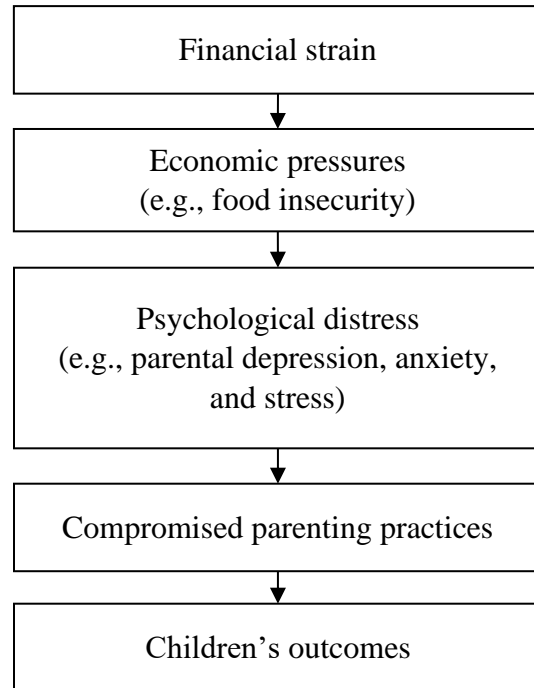 Financial strain
Economic pressures
(e.g., food insecurity)
Psychological distress
(e.g., parental depression, anxiety,
and stress)
Compromised parenting practices
Children’s outcomes